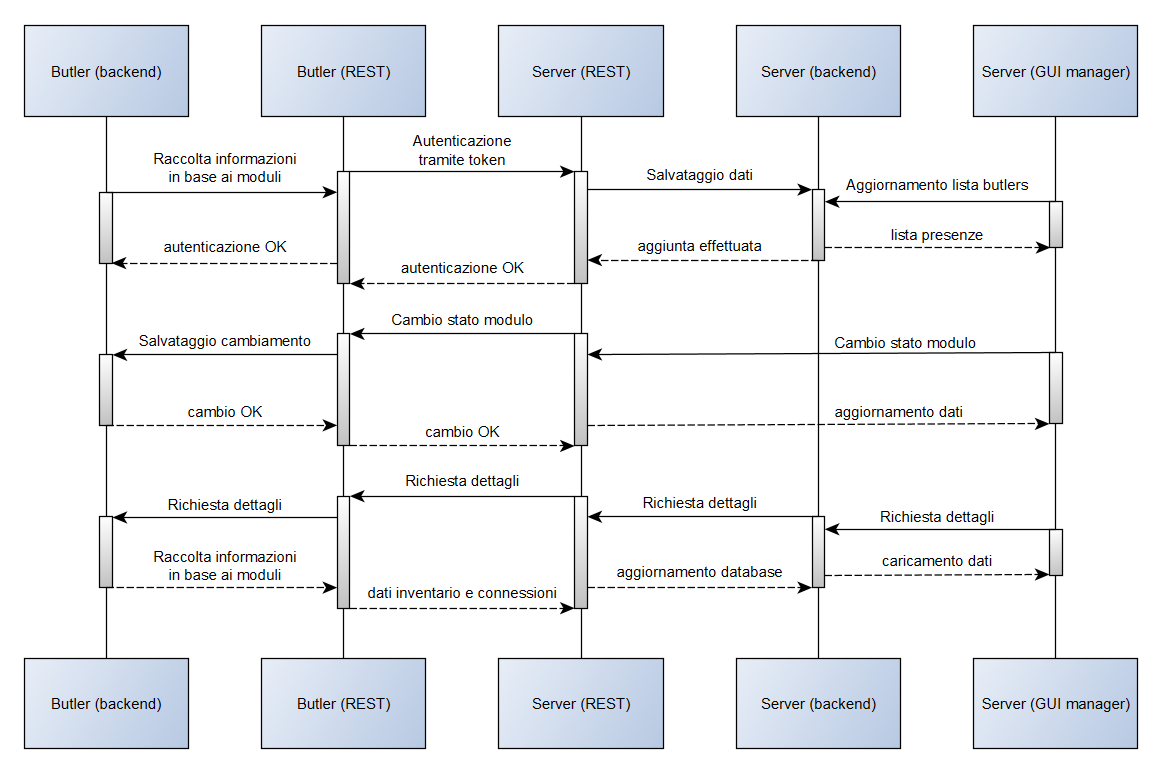 Butler (backend)
Butler (REST)
Server (REST)
Server (backend)
Server (GUI manager)
Autenticazione
tramite token
Raccolta informazioni
in base ai moduli
Salvataggio dati
Aggiornamento lista butlers
autenticazione OK
aggiunta effettuata
lista presenze
autenticazione OK
Cambio stato modulo
Salvataggio cambiamento
Cambio stato modulo
cambio OK
aggiornamento dati
cambio OK
Richiesta dettagli
Richiesta dettagli
Richiesta dettagli
Richiesta dettagli
Raccolta informazioni
in base ai moduli
caricamento dati
aggiornamento database
dati inventario e connessioni
Butler (backend)
Butler (REST)
Server (REST)
Server (backend)
Server (GUI manager)